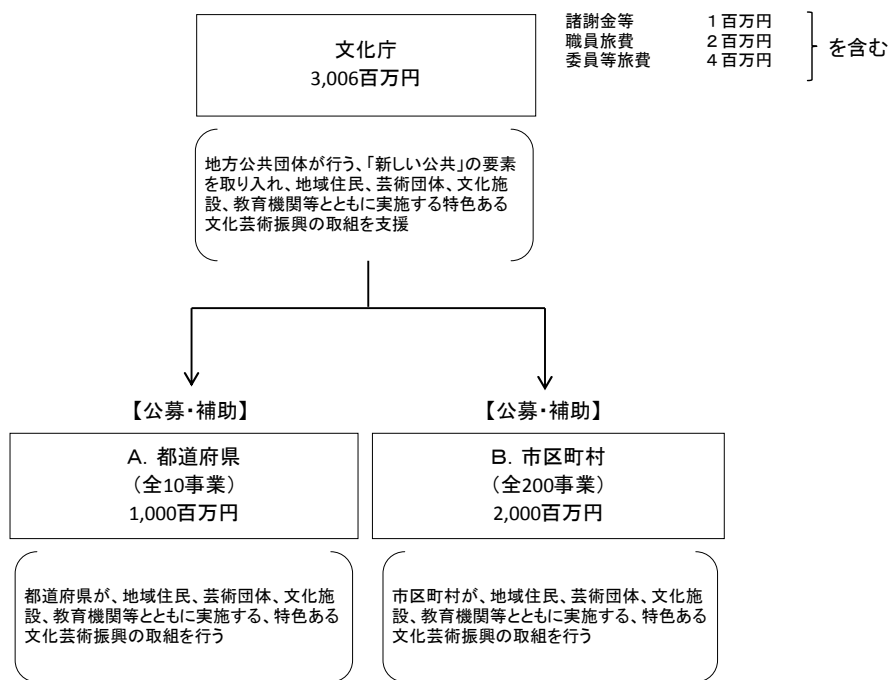 文化庁
3,006百万円
諸謝金等 1百万円
職員旅費 2百万円
委員等旅費 4百万円
を含む
地方公共団体が行う、「新しい公共」の要素
を取り入れ、地域住民、芸術団体、文化施
設、教育機関等とともに実施する特色ある
文化芸術振興の取組を支援
【公募・補助】
A. 都道府県
（全10事業）
1,000百万円
都道府県が、地域住民、芸術団体、文化施
設、教育機関等とともに実施する、特色ある
文化芸術振興の取組を行う
【公募・補助】
B. 市区町村
（全200事業）
2,000百万円
市区町村が、地域住民、芸術団体、文化施
設、教育機関等とともに実施する、特色ある
文化芸術振興の取組を行う